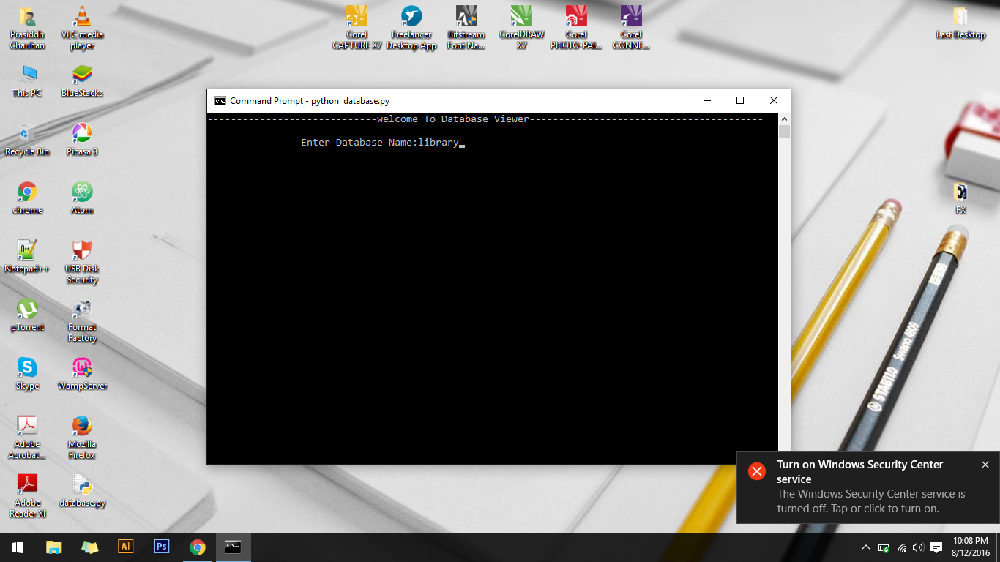 Prasiddh
Chauhan
VLC media
player
Corel
CAPTURE X7
Freelancer
Desktop App
Bitstream
Font Na...
CorelDRAW
X7
Corel
PHOTO-PAI...
Corel
CONNE...
Last Desktop
This PC
BlueStacks
Recycle Bin
Picasa 3
chrome
Atom
FX
Notepad++
USB Disk
Security
µTorrent
Format
Factory
Skype
WampServer
Adobe
Acrobat...
Mozilla
Firefox
Adobe
Reader XI
database.py
Command Prompt - python  database.py
-----------------------------welcome To Database Viewer----------------------------------------
Enter Database Name:library
STABILO Swano 4909
Turn on Windows Security Center
service
The Windows Security Center service is
turned off. Tap or click to turn on.
Ai
Ps
10:08 PM
8/12/2016